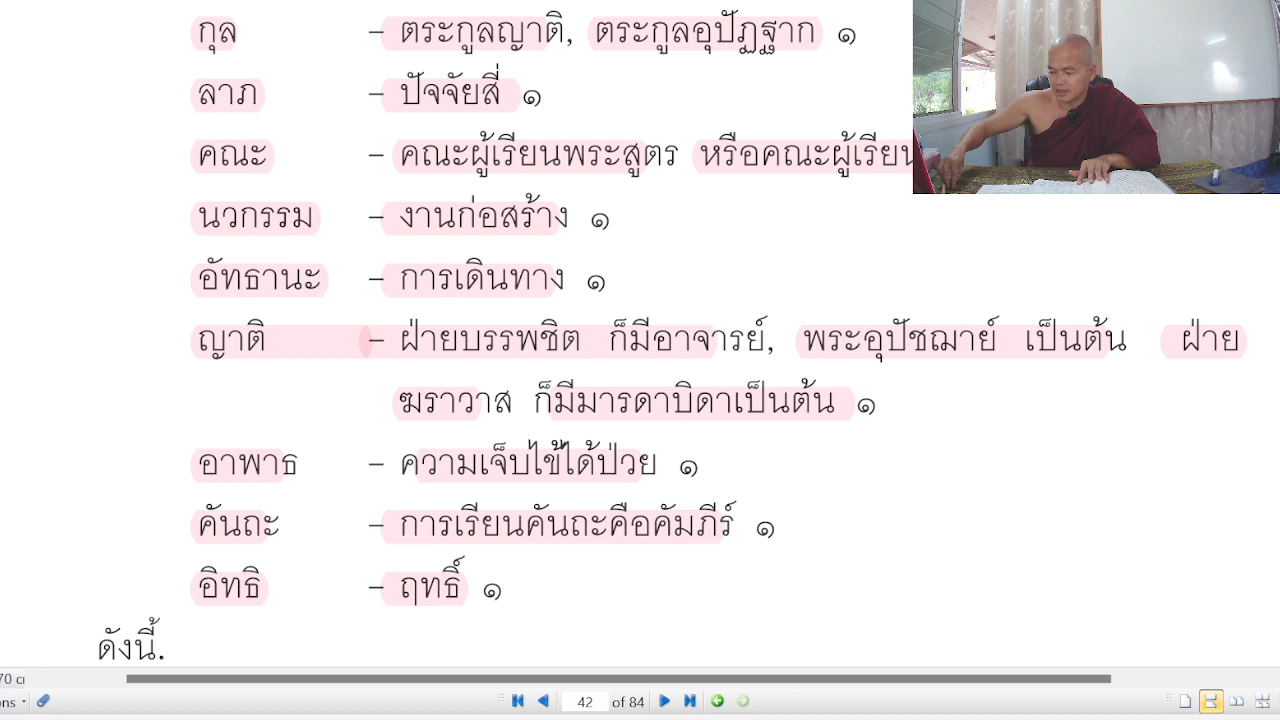 กุล – ตระกูลญาติ, ตระกูลอุปัฏฐาก ๑
ลาภ – ปัจจัยสี่ ๑
คณะ – คณะผู้เรียนพระสูตร หรือคณะผู้เรียน
นวกรรม – งานก่อสร้าง ๑
อัทธานะ – การเดินทาง ๑
ญาติ – ฝ่ายบรรพชิต ก็มีอาจารย์, พระอุปัชฌาย์ เป็นต้น ฝ่าย
ฆราวาส ก็มีมารดาบิดาเป็นต้น ๑
อาพาธ – ความเจ็บไข้ได้ป่วย ๑
คันถะ – การเรียนคันถะคือคัมภีร์ ๑
อิทธิ – ฤทธิ์ ๑
ดังนี้.
42 of 84